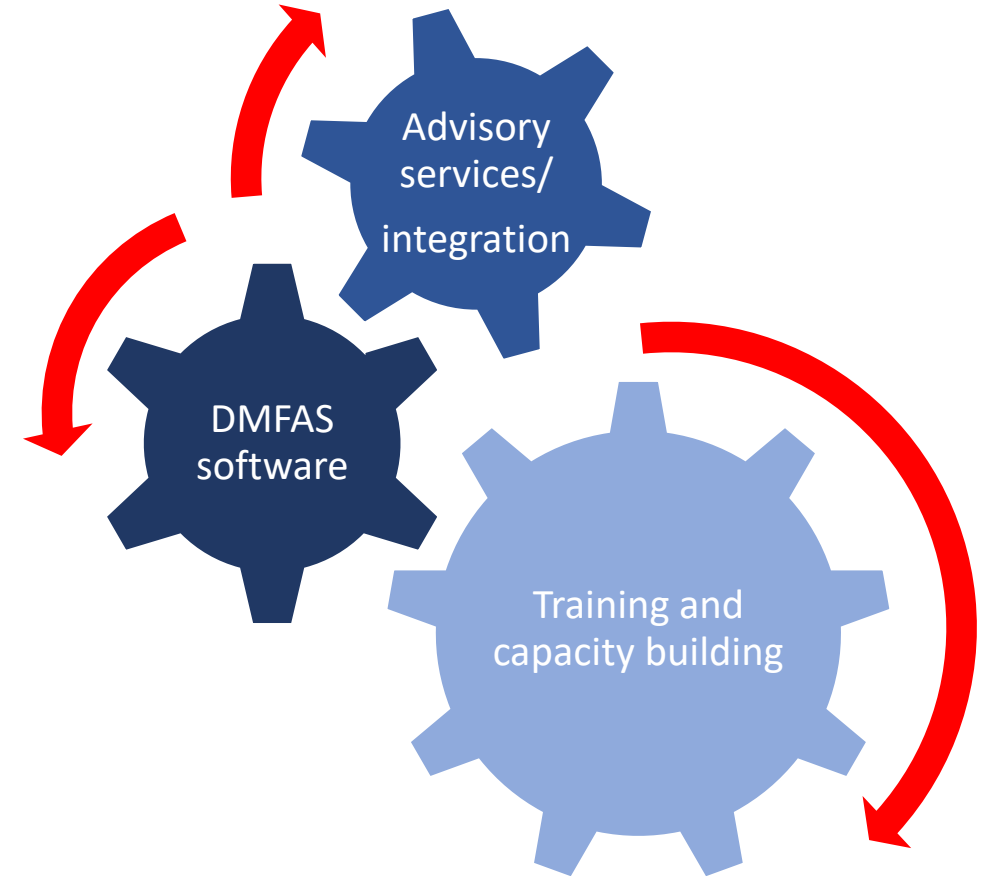 Advisory
services/
integration
DMFAS
software
Training and
capacity building